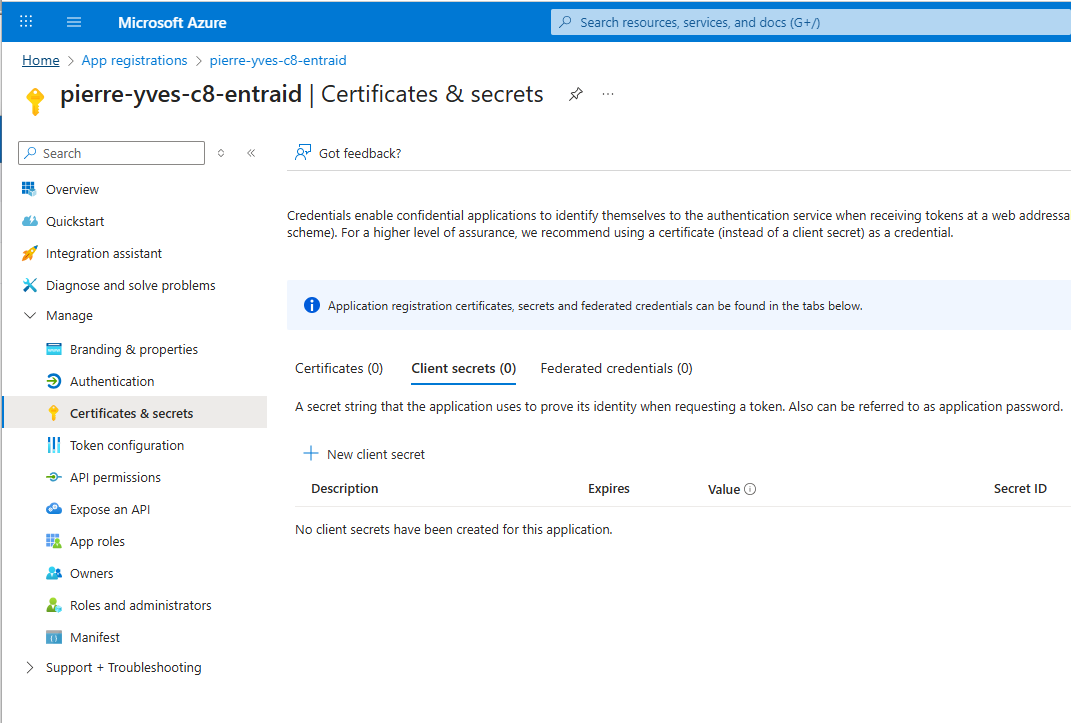 Microsoft Azure
Search resources, services, and docs (G+/)
Home > App registrations > pierre-yves-c8-entraid
pierre-yves-c8-entraid | Certificates & secrets
Search
Got feedback?
Overview
Quickstart
Integration assistant
Diagnose and solve problems
Manage
Branding & properties
Authentication
Certificates & secrets
Token configuration
API permissions
Expose an API
App roles
Owners
Roles and administrators
Manifest
Support + Troubleshooting
Credentials enable confidential applications to identify themselves to the authentication service when receiving tokens at a web addressa
scheme). For a higher level of assurance, we recommend using a certificate (instead of a client secret) as a credential.
Application registration certificates, secrets and federated credentials can be found in the tabs below.
Certificates (0) Client secrets (0) Federated credentials (0)
A secret string that the application uses to prove its identity when requesting a token. Also can be referred to as application password.
New client secret
Description Expires Value Secret ID
No client secrets have been created for this application.